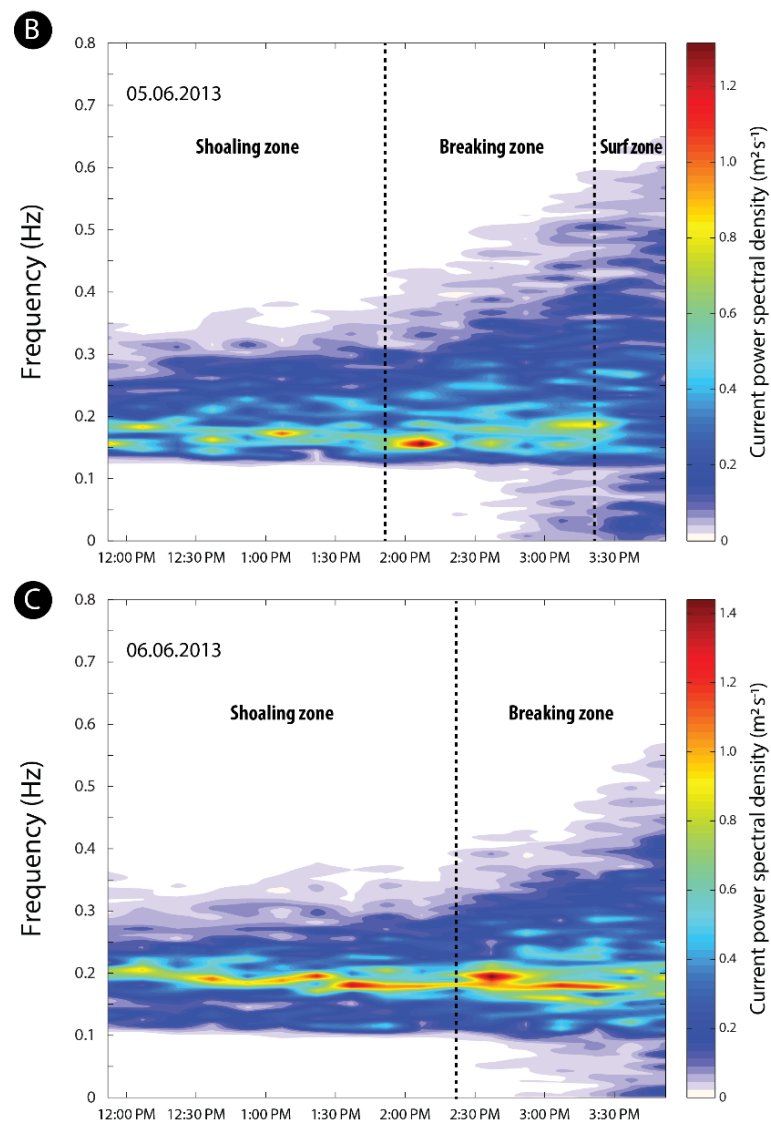 B
0.8
0.7
0.6
0.5
0.4
0.3
0.2
0.1
0
Frequency (Hz)
05.06.2013
Shoaling zone
Breaking zone
Surf zone
12:00 PM 12:30 PM 1:00 PM 1:30 PM 2:00 PM 2:30 PM 3:00 PM 3:30 PM
1.2
1.0
0.8
0.6
0.4
0.2
0
Current power spectral density (m² s⁻¹)
C
0.8
0.7
0.6
0.5
0.4
0.3
0.2
0.1
0
Frequency (Hz)
06.06.2013
Shoaling zone
Breaking zone
12:00 PM 12:30 PM 1:00 PM 1:30 PM 2:00 PM 2:30 PM 3:00 PM 3:30 PM
1.4
1.2
1.0
0.8
0.6
0.4
0.2
0
Current power spectral density (m² s⁻¹)